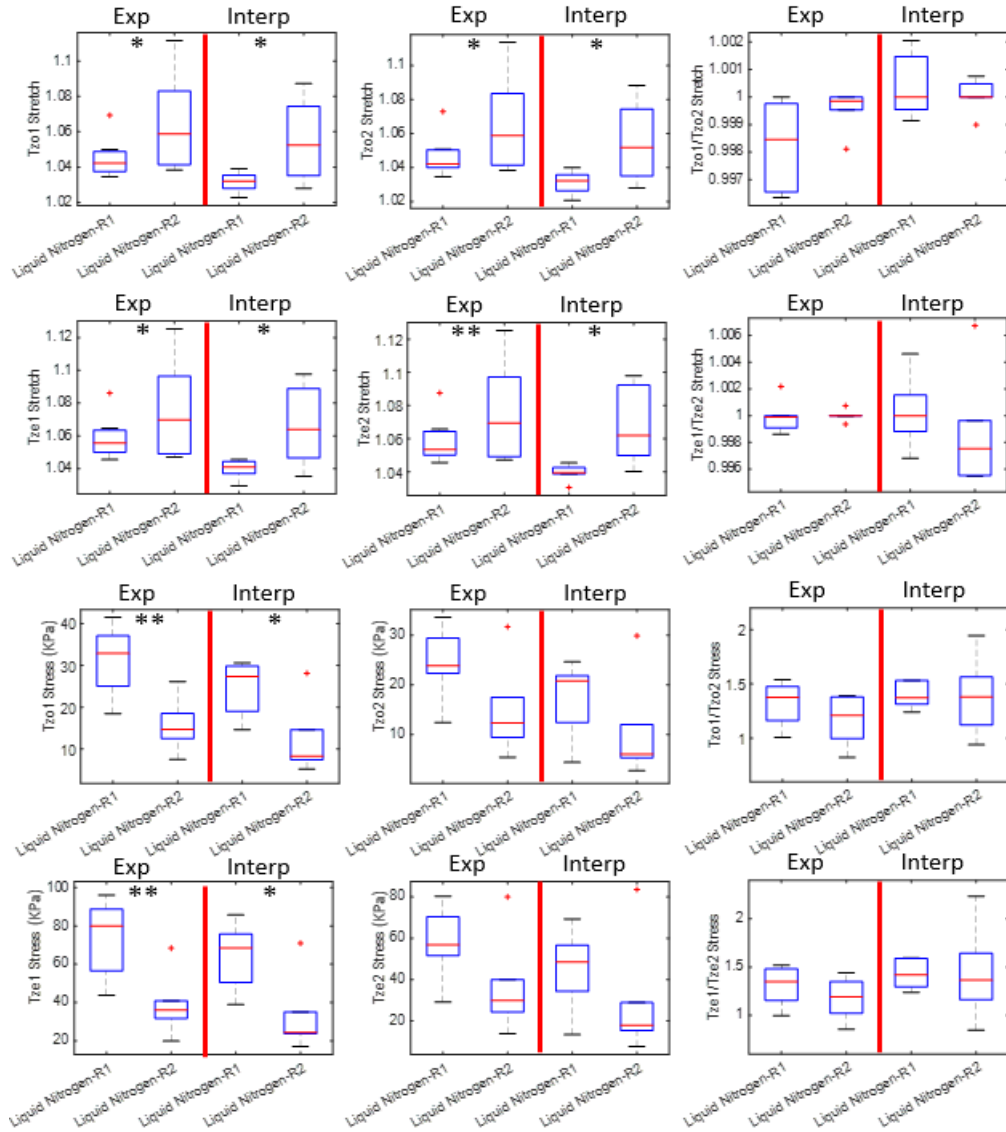 Exp Interp
* *
Tzo1 Stretch
1.1
1.08
1.06
1.04
1.02
Liquid Nitrogen-R1
Liquid Nitrogen-R2
Liquid Nitrogen-R1
Liquid Nitrogen-R2
Exp Interp
* *
Tzo2 Stretch
1.1
1.08
1.06
1.04
1.02
Liquid Nitrogen-R1
Liquid Nitrogen-R2
Liquid Nitrogen-R1
Liquid Nitrogen-R2
Exp Interp
Tzo1/Tzo2 Stretch
1.002
1.001
1
0.999
0.998
0.997
Liquid Nitrogen-R1
Liquid Nitrogen-R2
Liquid Nitrogen-R1
Liquid Nitrogen-R2
Exp Interp
* *
Tze1 Stretch
1.12
1.1
1.08
1.06
1.04
Liquid Nitrogen-R1
Liquid Nitrogen-R2
Liquid Nitrogen-R1
Liquid Nitrogen-R2
Exp Interp
** *
Tze2 Stretch
1.12
1.1
1.08
1.06
1.04
Liquid Nitrogen-R1
Liquid Nitrogen-R2
Liquid Nitrogen-R1
Liquid Nitrogen-R2
Exp Interp
Tze1/Tze2 Stretch
1.006
1.004
1.002
1
0.998
0.996
Liquid Nitrogen-R1
Liquid Nitrogen-R2
Liquid Nitrogen-R1
Liquid Nitrogen-R2
Exp Interp
** *
Tzo1 Stress (KPa)
40
30
20
10
Liquid Nitrogen-R1
Liquid Nitrogen-R2
Liquid Nitrogen-R1
Liquid Nitrogen-R2
Exp Interp
Tzo2 Stress (KPa)
30
20
10
Liquid Nitrogen-R1
Liquid Nitrogen-R2
Liquid Nitrogen-R1
Liquid Nitrogen-R2
Exp Interp
Tzo1/Tzo2 Stress
2
1.5
1
Liquid Nitrogen-R1
Liquid Nitrogen-R2
Liquid Nitrogen-R1
Liquid Nitrogen-R2
Exp Interp
** *
Tze1 Stress (KPa)
100
80
60
40
20
Liquid Nitrogen-R1
Liquid Nitrogen-R2
Liquid Nitrogen-R1
Liquid Nitrogen-R2
Exp Interp
Tze2 Stress (KPa)
80
60
40
20
Liquid Nitrogen-R1
Liquid Nitrogen-R2
Liquid Nitrogen-R1
Liquid Nitrogen-R2
Exp Interp
Tze1/Tze2 Stress
2
1.5
1
Liquid Nitrogen-R1
Liquid Nitrogen-R2
Liquid Nitrogen-R1
Liquid Nitrogen-R2